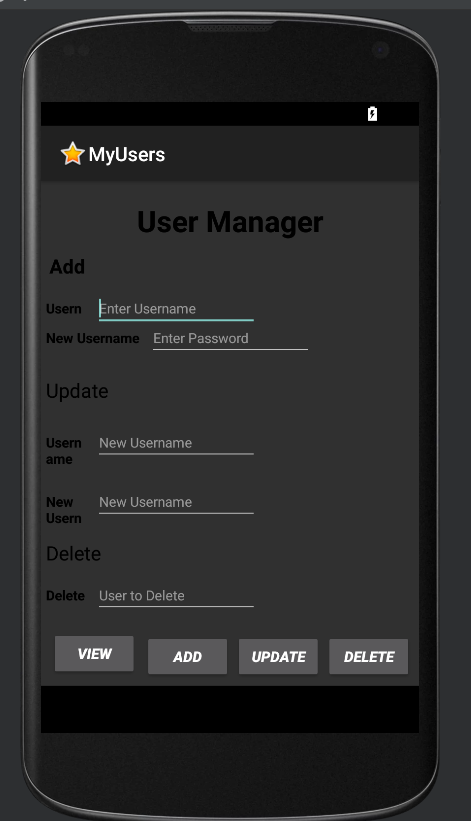 MyUsers
User Manager
Add
Usern Enter Username
New Username Enter Password
Update
Usern
ame New Username
New
Usern New Username
Delete
Delete User to Delete
VIEW ADD UPDATE DELETE